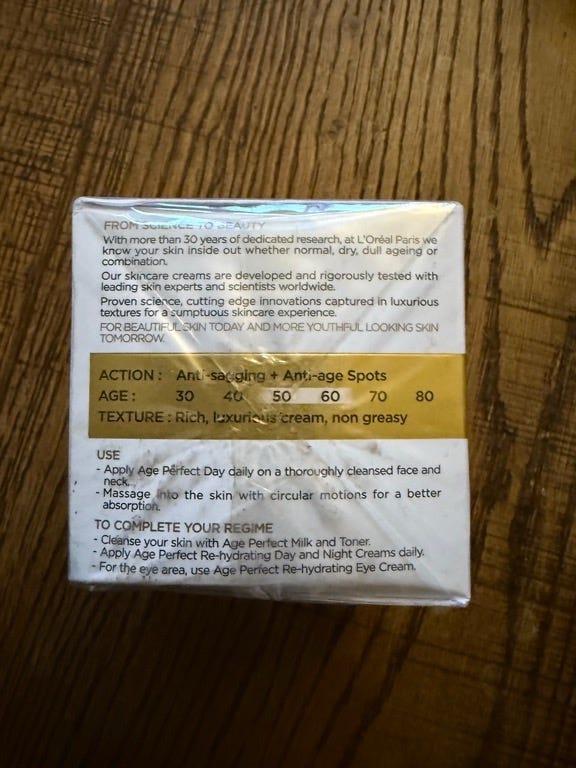 FROM SCIENCE TO BEAUTY
With more than 30 years of dedicated research, at L'Oréal Paris we
know your skin inside out whether normal, dry, dull ageing or
combination.
Our skincare creams are developed and rigorously tested with
leading skin experts and scientists worldwide.
Proven science, cutting edge innovations captured in luxurious
textures for a sumptuous skincare experience.
FOR BEAUTIFUL SKIN TODAY AND MORE YOUTHFUL LOOKING SKIN
TOMORROW.
ACTION : Anti-sagging + Anti-age Spots
AGE : 30 40 50 60 70 80
TEXTURE : Rich, luxurious cream, non greasy
USE
- Apply Age Perfect Day daily on a thoroughly cleansed face and
neck.
- Massage into the skin with circular motions for a better
absorption.
TO COMPLETE YOUR REGIME
- Cleanse your skin with Age Perfect Milk and Toner.
- Apply Age Perfect Re-hydrating Day and Night Creams daily.
- For the eye area, use Age Perfect Re-hydrating Eye Cream.